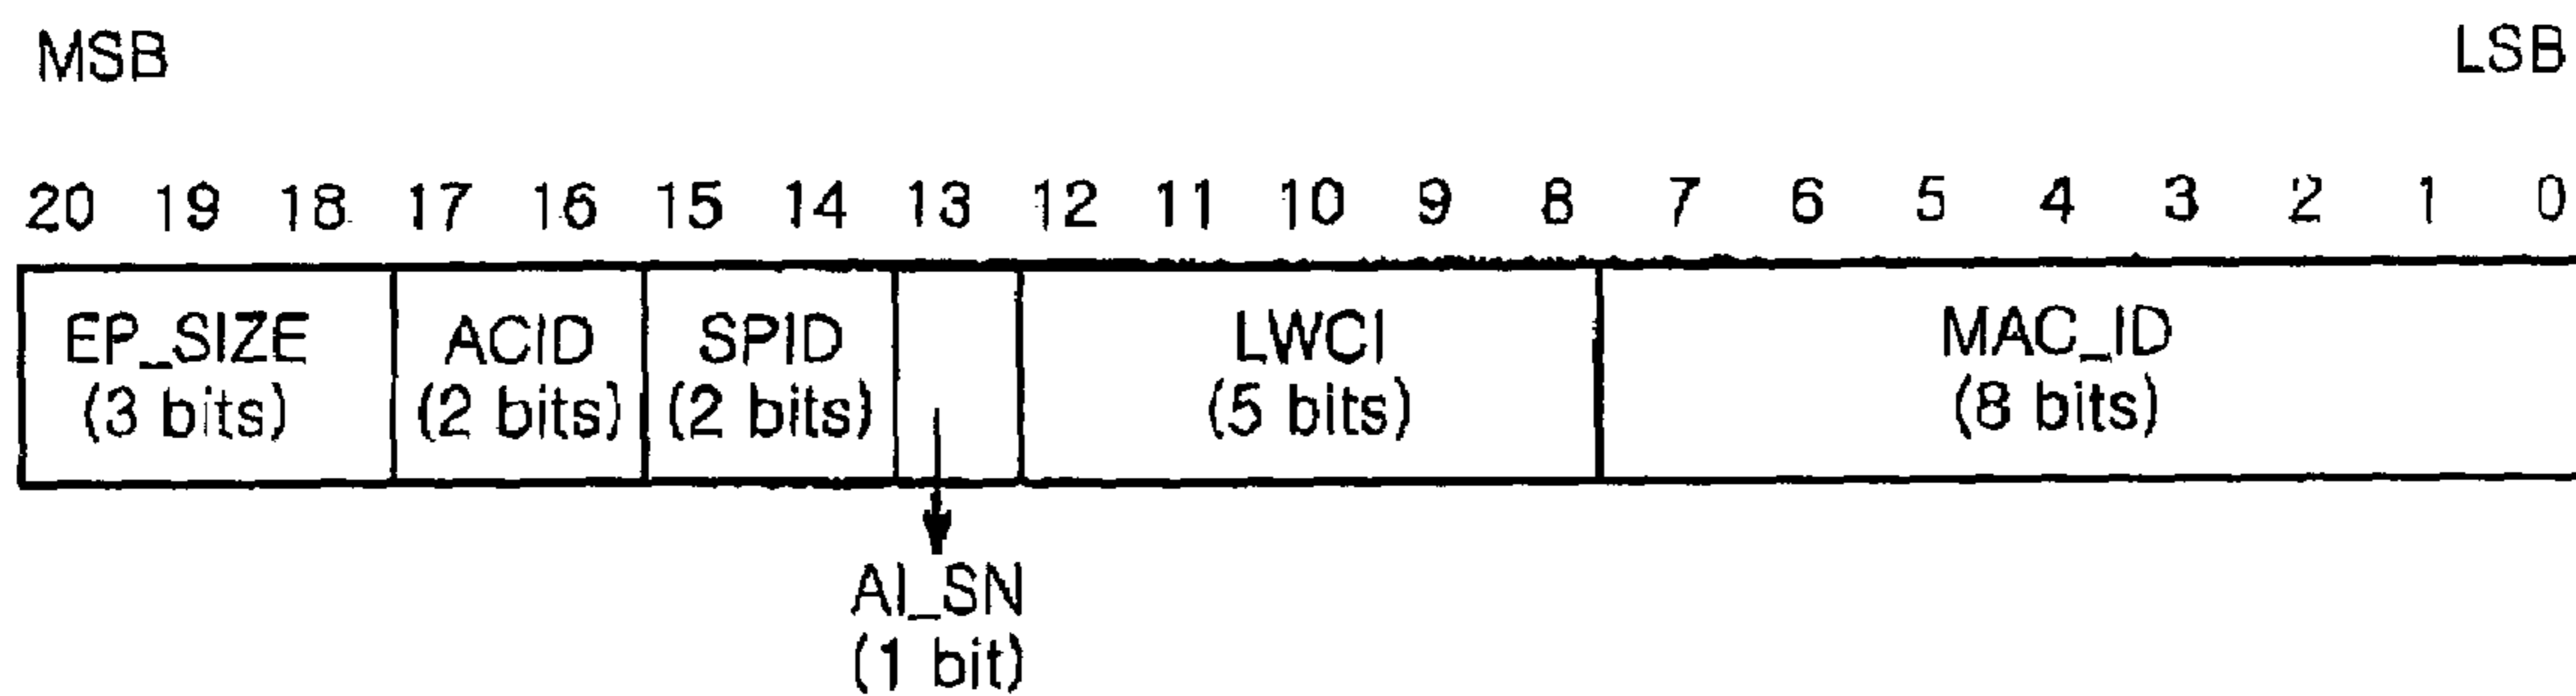 MSB LSB
20 19 18 17 16 15 14 13 12 11 10 9 8 7 6 5 4 3 2 1 0
EP_SIZE ACID SPID LWCI MAC_ID
(3 bits) (2 bits) (2 bits) (5 bits) (8 bits)
AI_SN
(1 bit)